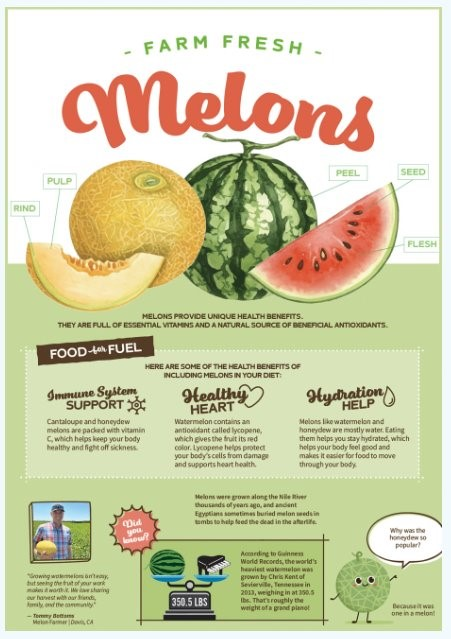 - FARM FRESH -
Melons
PULP
RIND
PEEL
SEED
FLESH
MELONS PROVIDE UNIQUE HEALTH BENEFITS.
THEY ARE FULL OF ESSENTIAL VITAMINS AND A NATURAL SOURCE OF BENEFICIAL ANTIOXIDANTS.
FOOD for FUEL
HERE ARE SOME OF THE HEALTH BENEFITS OF
INCLUDING MELONS IN YOUR DIET:
Immune System
SUPPORT
Cantaloupe and honeydew
melons are packed with vitamin
C, which helps keep your body
healthy and fight off sickness.
Healthy
HEART
Watermelon contains an
antioxidant called lycopene,
which gives the fruit its red
color. Lycopene helps protect
your body's cells from damage
and supports heart health.
Hydration
HELP
Melons like watermelon and
honeydew are mostly water. Eating
them helps you stay hydrated, which
helps your body feel good and
makes it easier for food to move
through your body.
"Growing watermelons isn't easy,
but seeing the fruit of your work
makes it worth it. We love sharing
our harvest with our friends,
family, and the community."
— Tommy Bottoms
Melon Farmer | Davis, CA
Did
you
know?
Melons were grown along the Nile River
thousands of years ago, and ancient
Egyptians sometimes buried melon seeds in
tombs to help feed the dead in the afterlife.
350.5 LBS
According to Guinness
World Records, the world's
heaviest watermelon was
grown by Chris Kent of
Sevierville, Tennessee in
2013, weighing in at 350.5
lbs. That's roughly the
weight of a grand piano!
Why was the
honeydew so
popular?
Because it was
one in a melon!